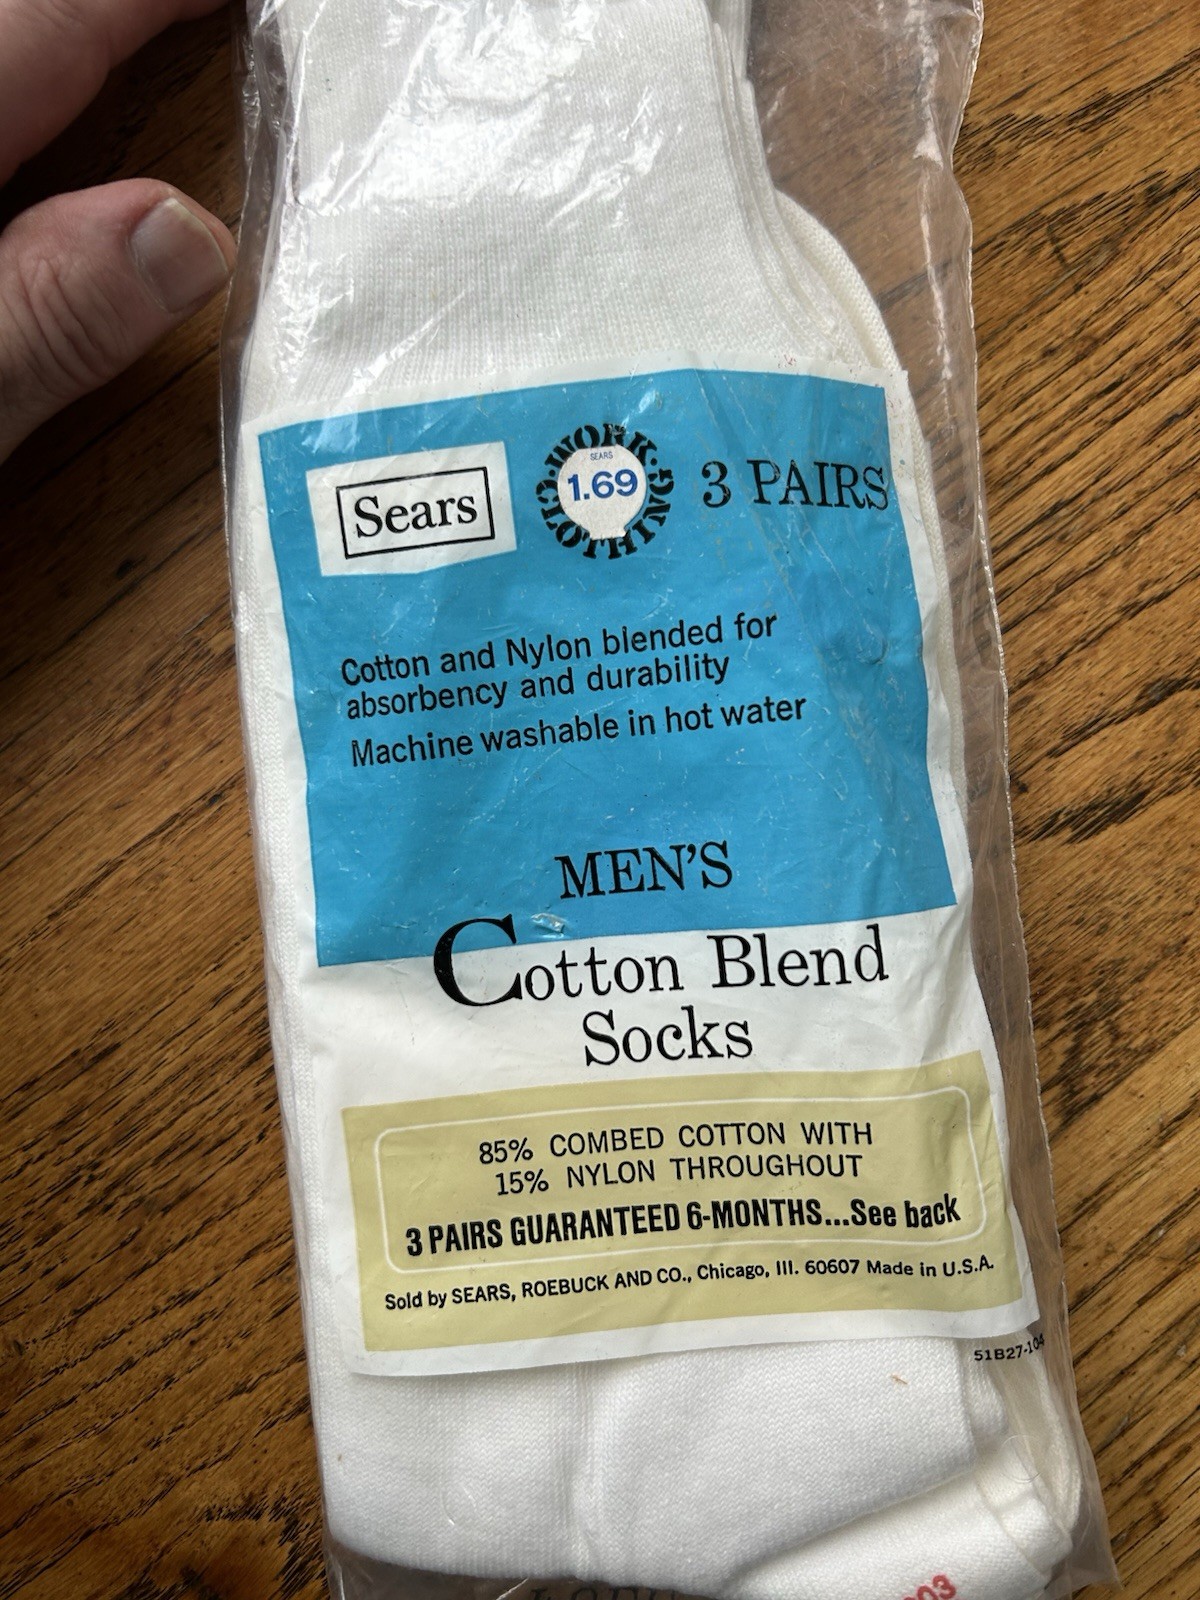 Sears
WORK CLOTHING
SEARS
1.69
3 PAIRS
Cotton and Nylon blended for
absorbency and durability
Machine washable in hot water
MEN'S
Cotton Blend
Socks
85% COMBED COTTON WITH
15% NYLON THROUGHOUT
3 PAIRS GUARANTEED 6-MONTHS...See back
Sold by SEARS, ROEBUCK AND CO., Chicago, Ill. 60607 Made in U.S.A.
51B27-104